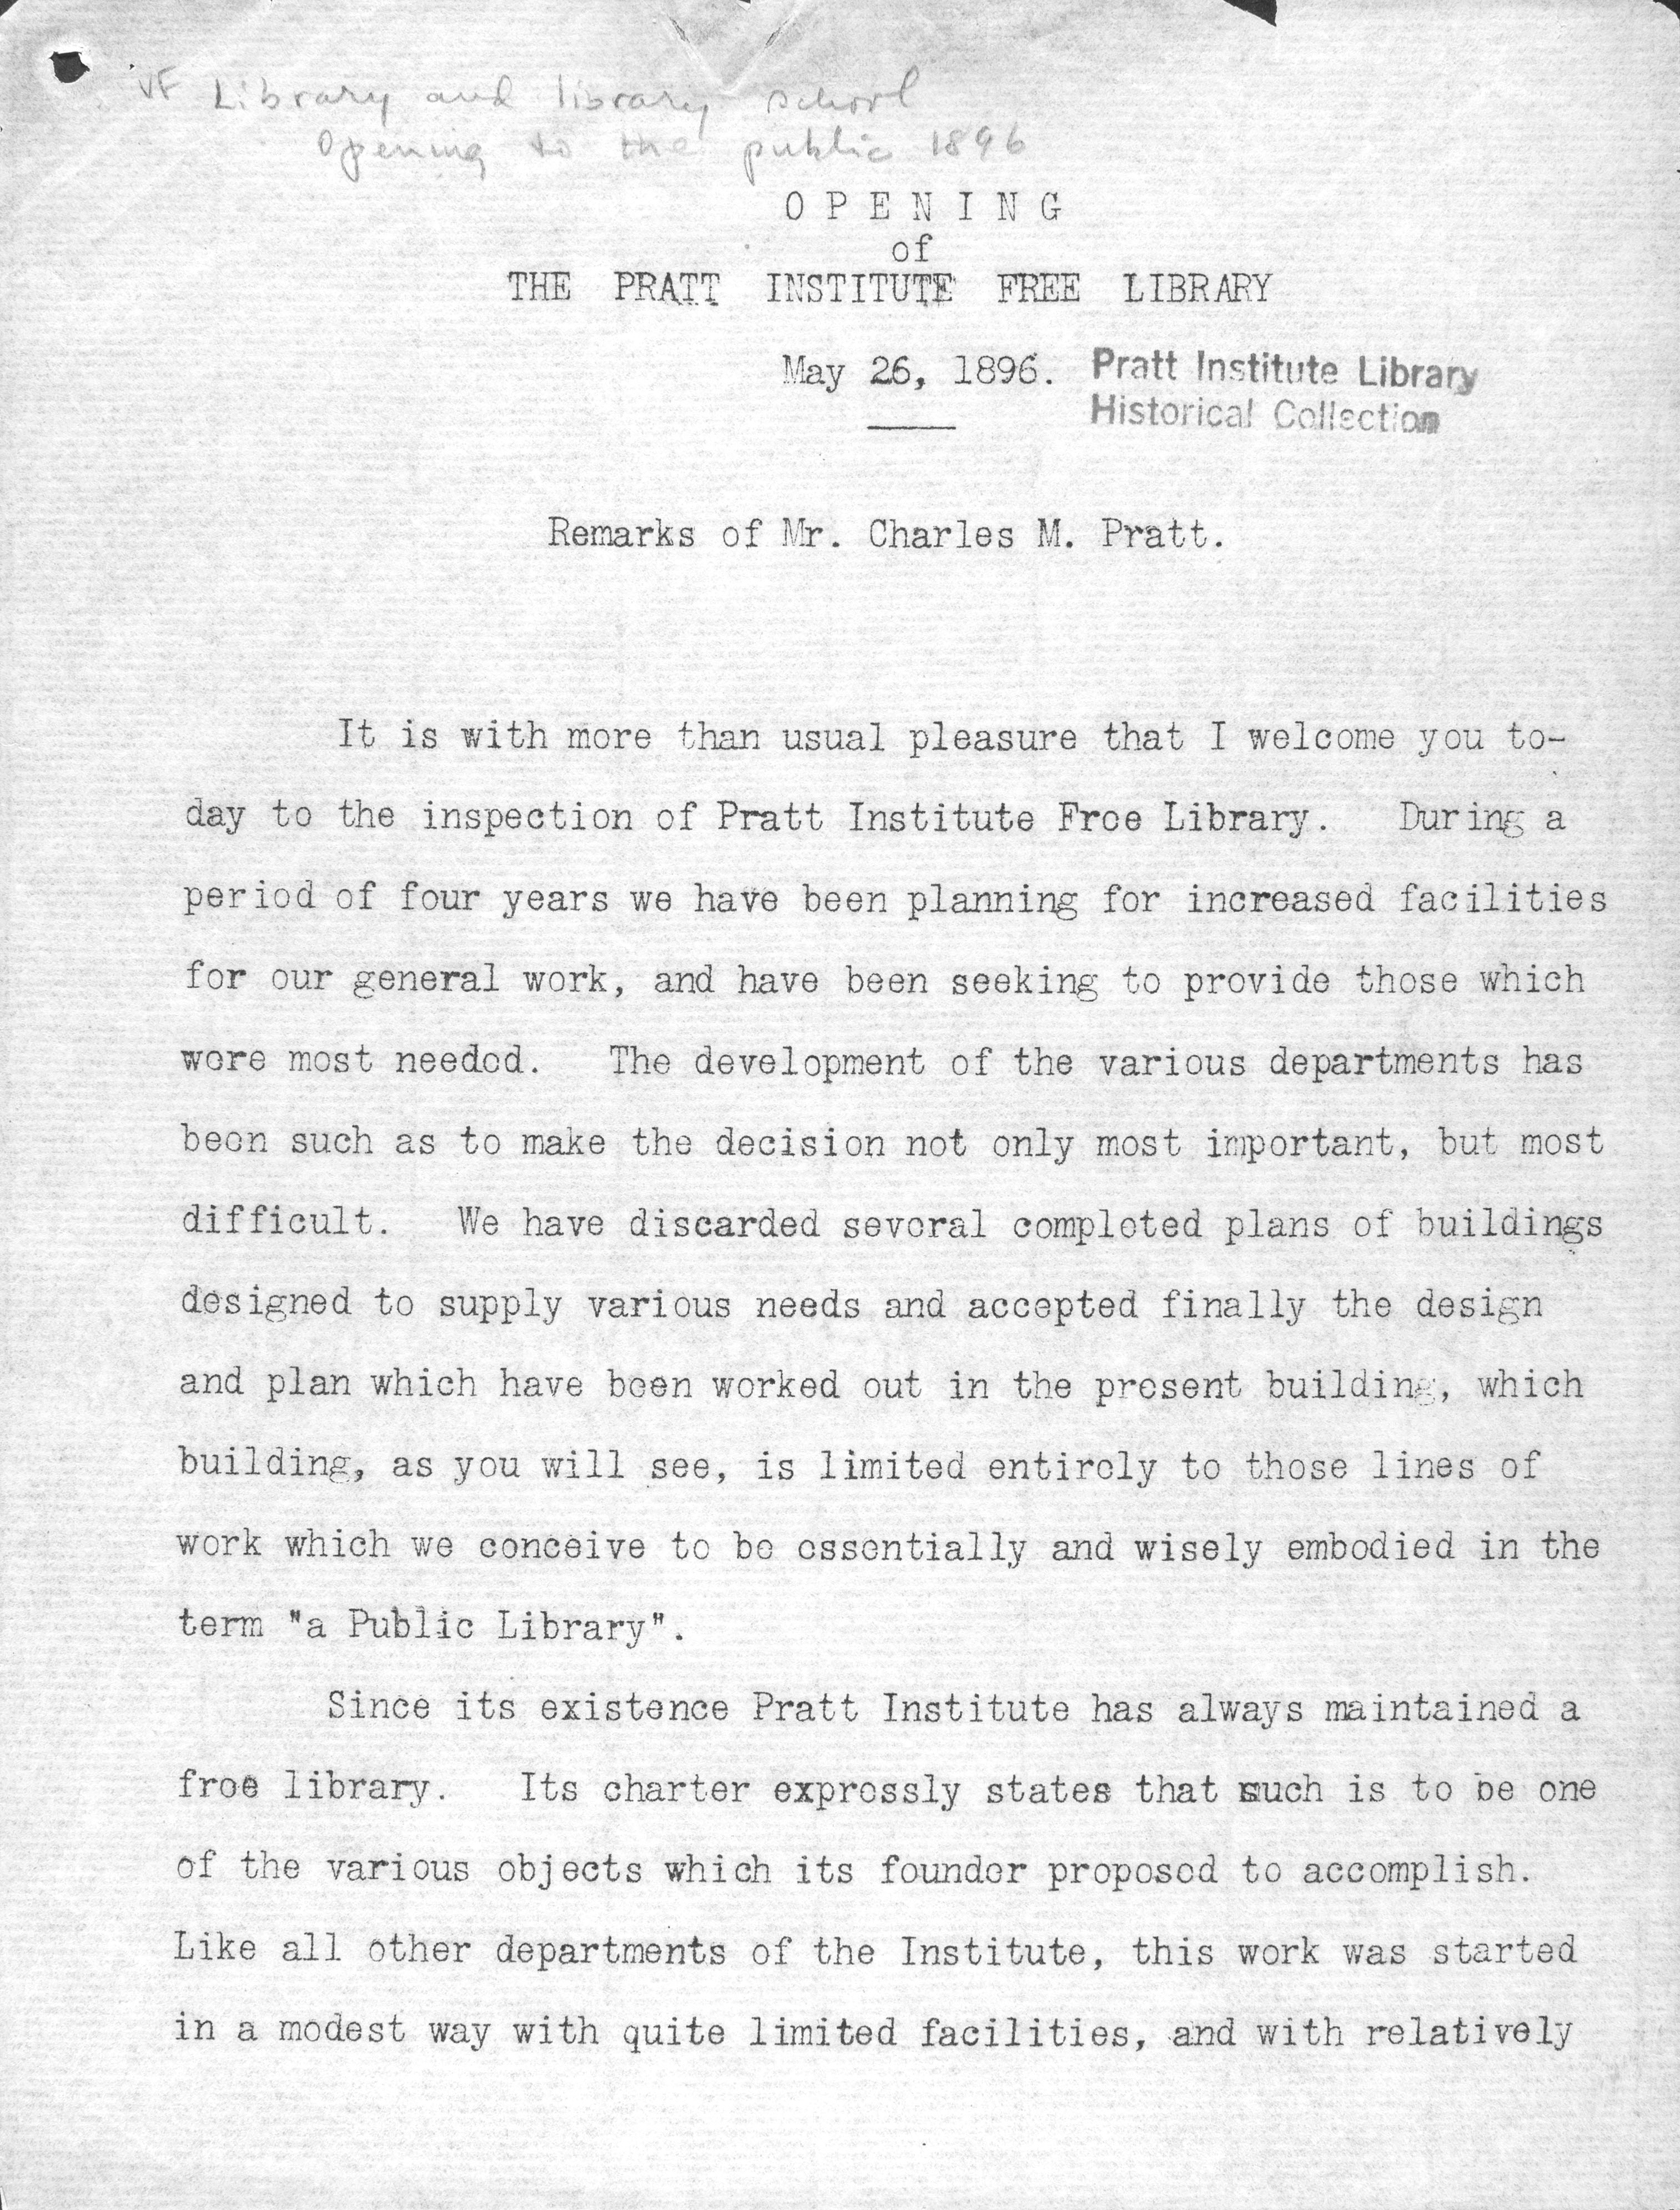 VF Library and library school
Opening to the public 1896
OPENING
of
THE PRATT INSTITUTE FREE LIBRARY
May 26, 1896. Pratt Institute Library
Historical Collection
Remarks of Mr. Charles M. Pratt.
It is with more than usual pleasure that I welcome you to-
day to the inspection of Pratt Institute Free Library. During a
period of four years we have been planning for increased facilities
for our general work, and have been seeking to provide those which
were most needed. The development of the various departments has
been such as to make the decision not only most important, but most
difficult. We have discarded several completed plans of buildings
designed to supply various needs and accepted finally the design
and plan which have been worked out in the present building, which
building, as you will see, is limited entirely to those lines of
work which we conceive to be essentially and wisely embodied in the
term "a Public Library".
Since its existence Pratt Institute has always maintained a
free library. Its charter expressly states that such is to be one
of the various objects which its founder proposed to accomplish.
Like all other departments of the Institute, this work was started
in a modest way with quite limited facilities, and with relatively